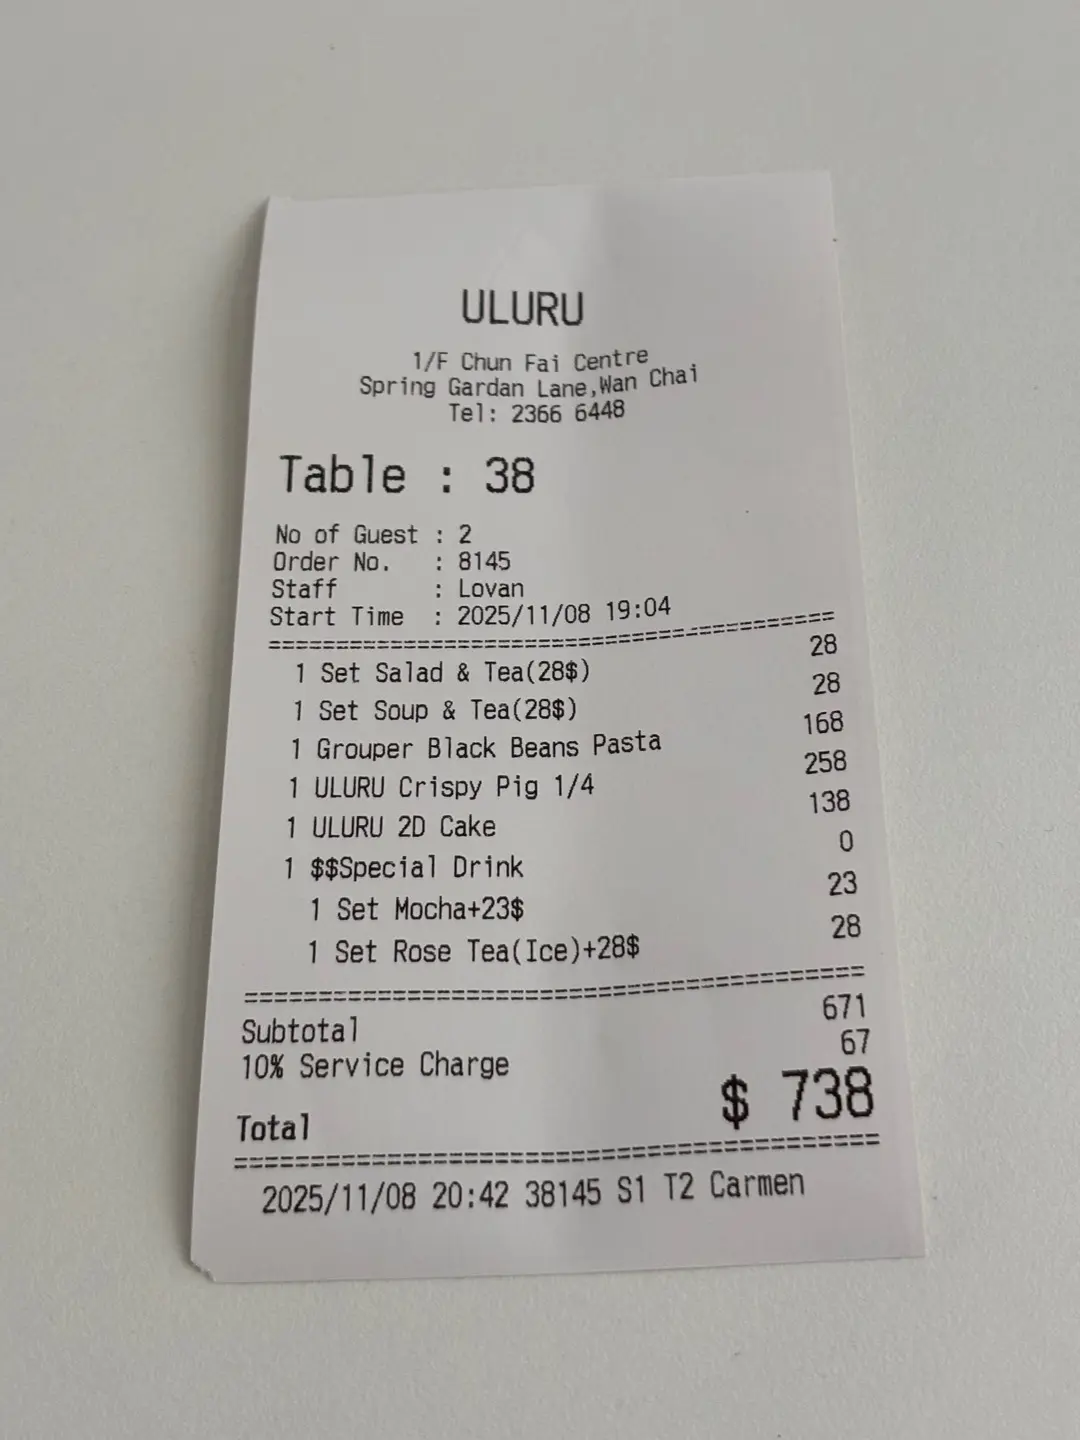 ULURU
1/F Chun Fai Centre
Spring Gardan Lane,Wan Chai
Tel: 2366 6448
Table : 38
No of Guest : 2
Order No. : 8145
Staff : Lovan
Start Time : 2025/11/08 19:04
==========================================
1 Set Salad & Tea(28$) 28
1 Set Soup & Tea(28$) 28
1 Grouper Black Beans Pasta 168
1 ULURU Crispy Pig 1/4 258
1 ULURU 2D Cake 138
1 $$Special Drink 0
1 Set Mocha+23$ 23
1 Set Rose Tea(Ice)+28$ 28
==========================================
Subtotal 671
10% Service Charge 67
Total $ 738
==========================================
2025/11/08 20:42 38145 S1 T2 Carmen